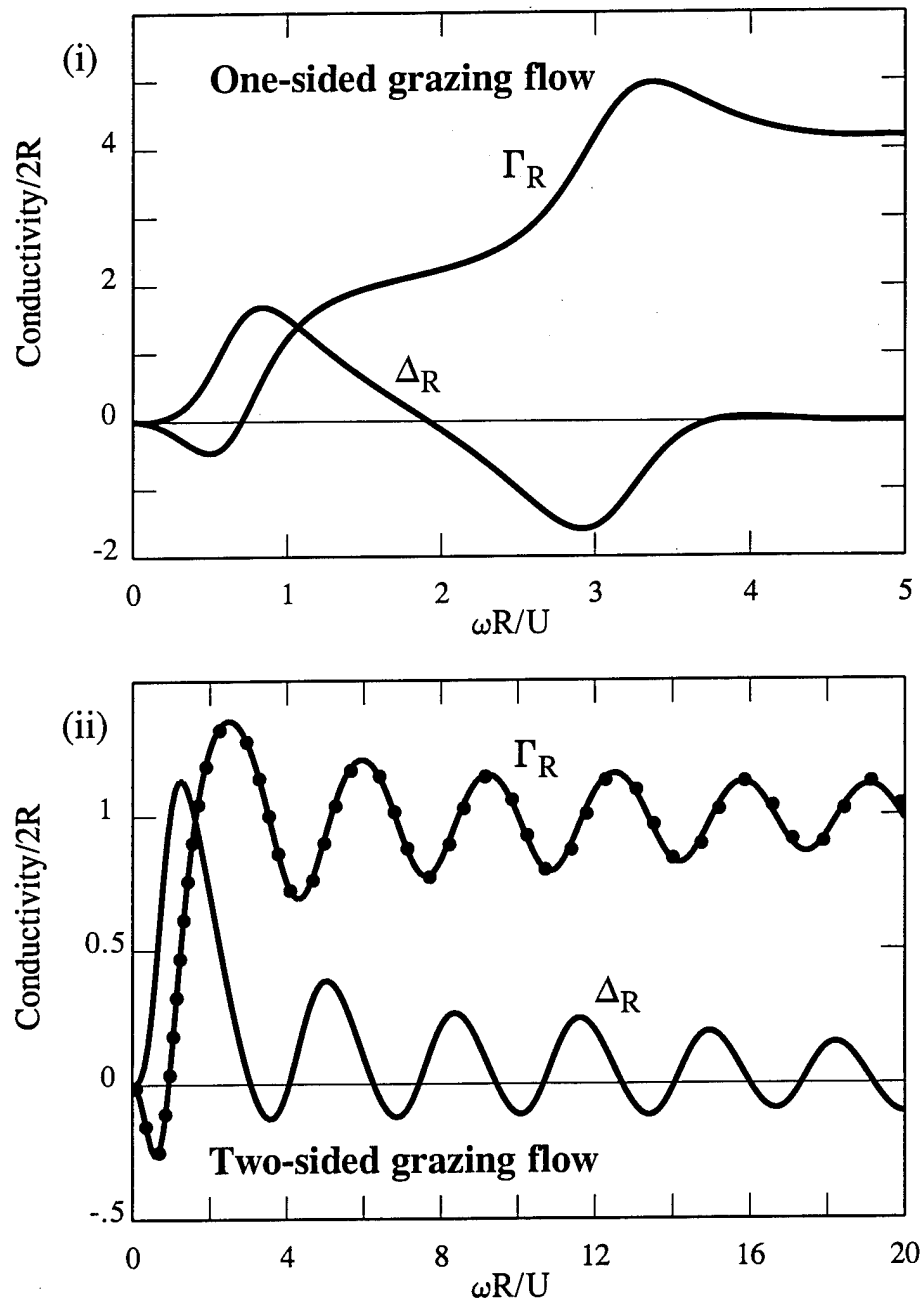 (i)
One-sided grazing flow
Conductivity/2R
Γ_R
Δ_R
4
2
0
-2
0 1 2 3 4 5
ωR/U
(ii)
Conductivity/2R
Γ_R
Δ_R
Two-sided grazing flow
1
0.5
0
-.5
0 4 8 12 16 20
ωR/U